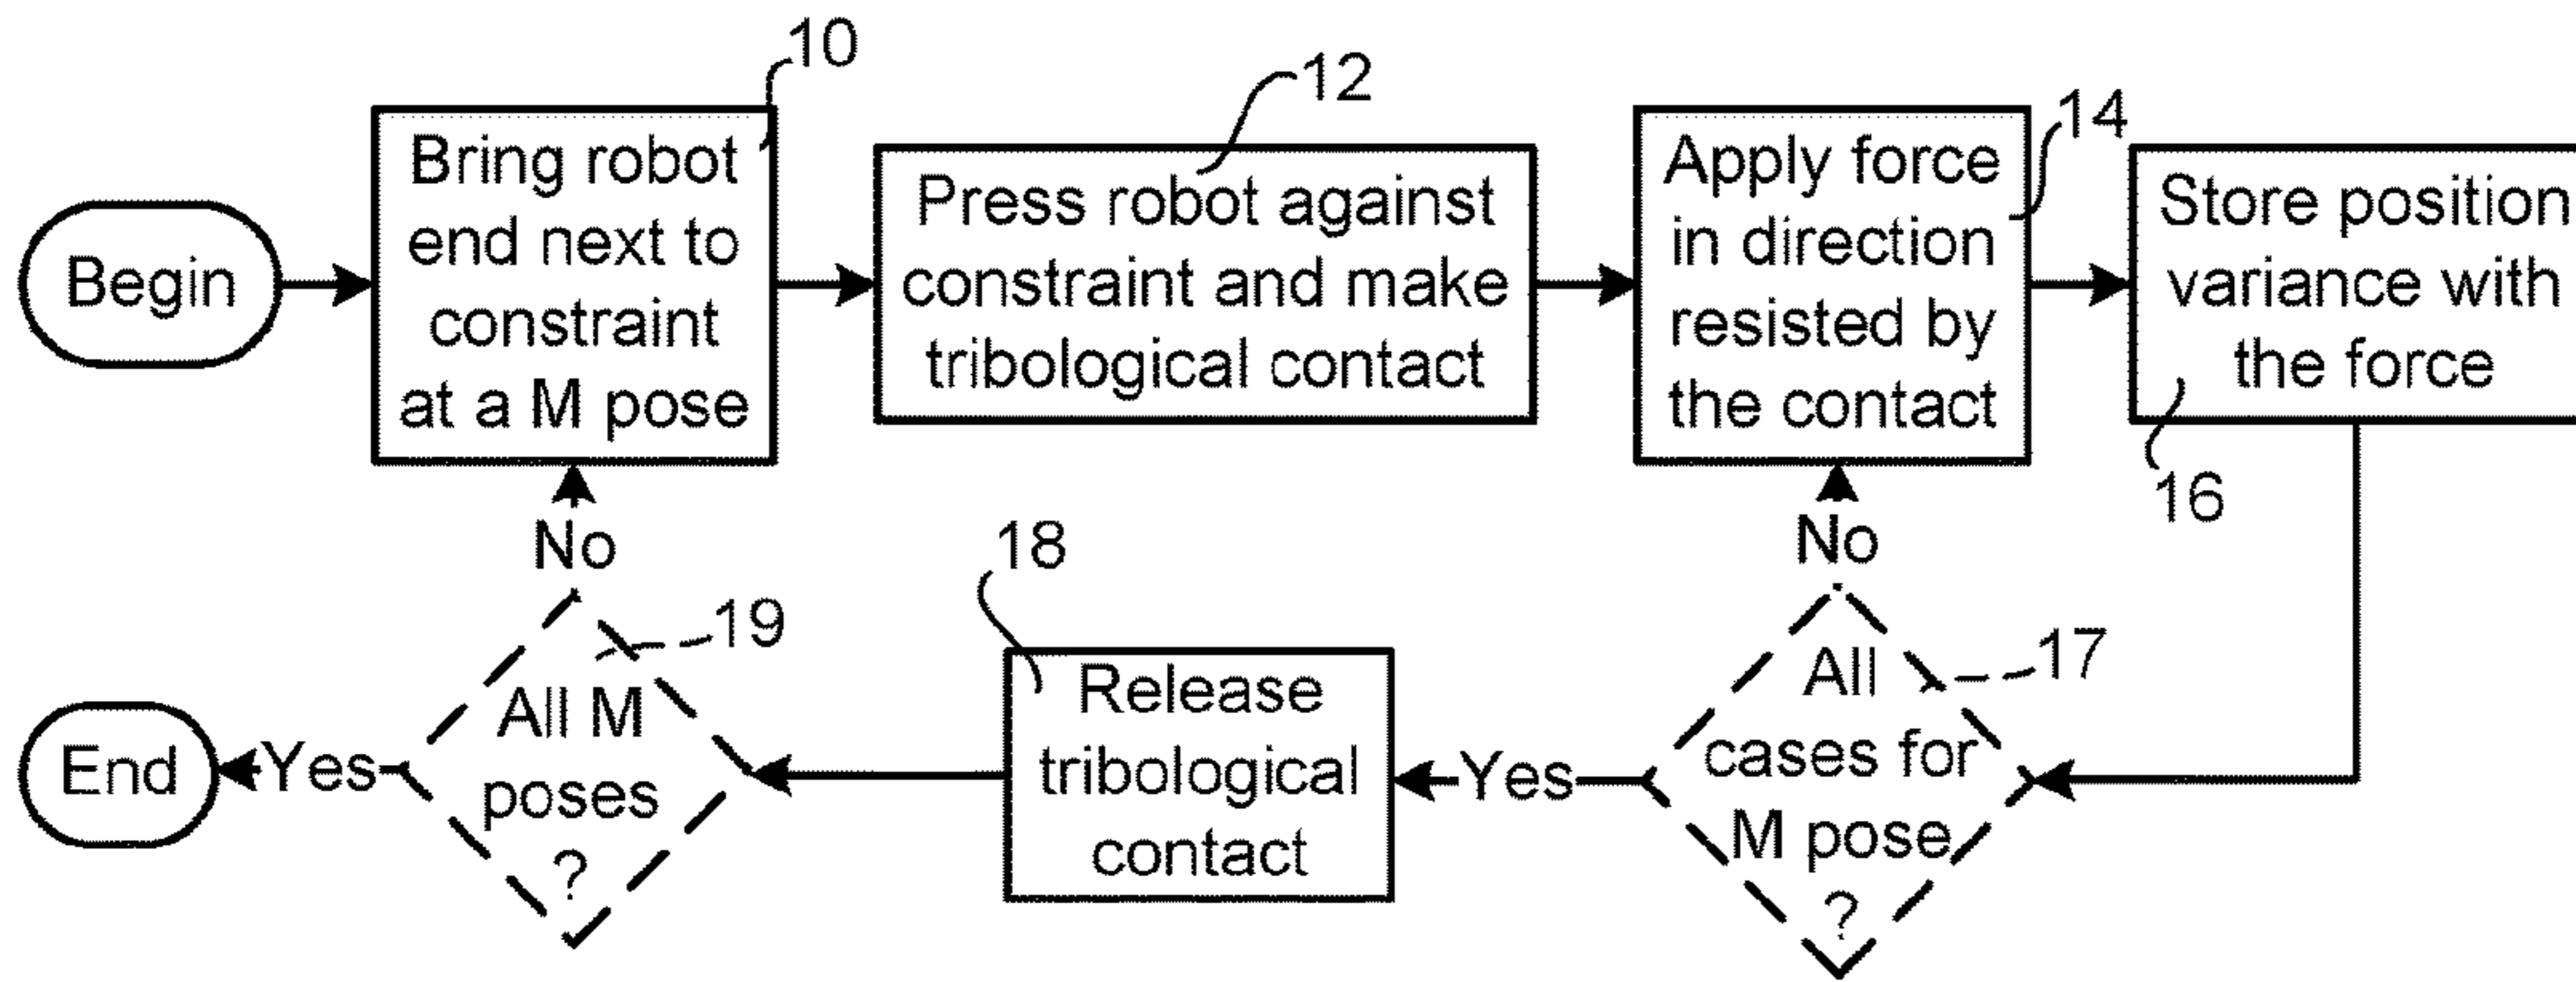 10
12
14
Begin
Bring robot
end next to
constraint
at a M pose
Press robot against
constraint and make
tribological contact
Apply force
in direction
resisted by
the contact
Store position
variance with
the force
16
No
No
18
19
17
End
Yes
All M
poses
?
Release
tribological
contact
Yes
All
cases for
M pose
?